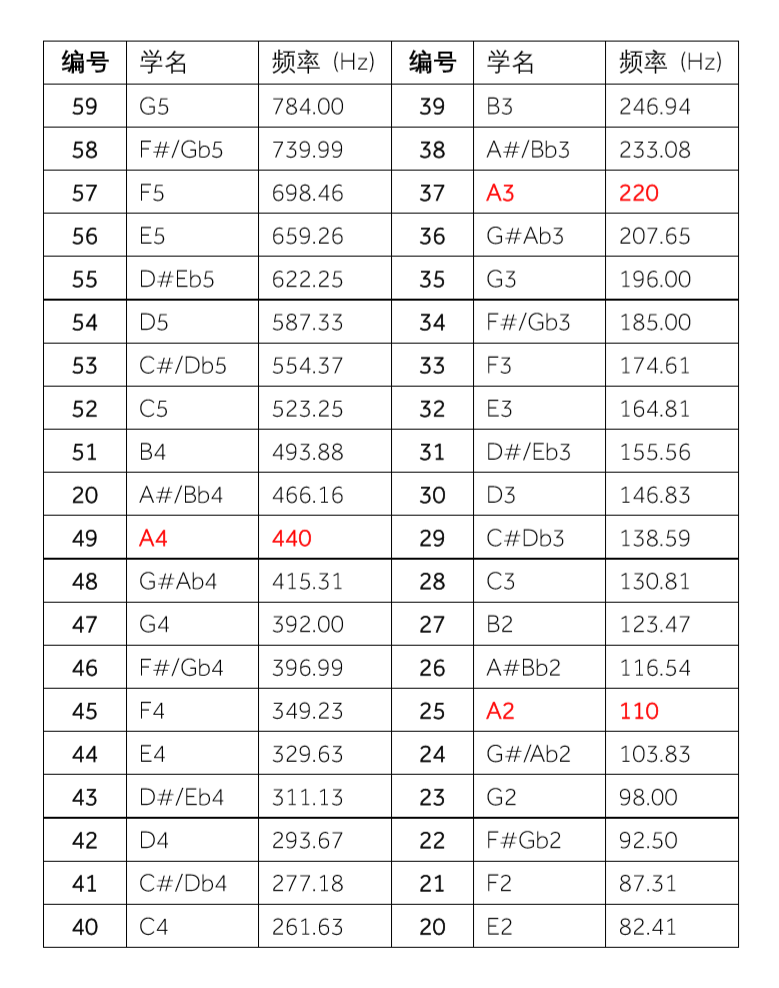 编号 学名 频率 (Hz) 编号 学名 频率 (Hz)
59 G5 784.00 39 B3 246.94
58 F#/Gb5 739.99 38 A#/Bb3 233.08
57 F5 698.46 37 A3 220
56 E5 659.26 36 G#Ab3 207.65
55 D#Eb5 622.25 35 G3 196.00
54 D5 587.33 34 F#/Gb3 185.00
53 C#/Db5 554.37 33 F3 174.61
52 C5 523.25 32 E3 164.81
51 B4 493.88 31 D#/Eb3 155.56
20 A#/Bb4 466.16 30 D3 146.83
49 A4 440 29 C#Db3 138.59
48 G#Ab4 415.31 28 C3 130.81
47 G4 392.00 27 B2 123.47
46 F#/Gb4 396.99 26 A#Bb2 116.54
45 F4 349.23 25 A2 110
44 E4 329.63 24 G#/Ab2 103.83
43 D#/Eb4 311.13 23 G2 98.00
42 D4 293.67 22 F#Gb2 92.50
41 C#/Db4 277.18 21 F2 87.31
40 C4 261.63 20 E2 82.41